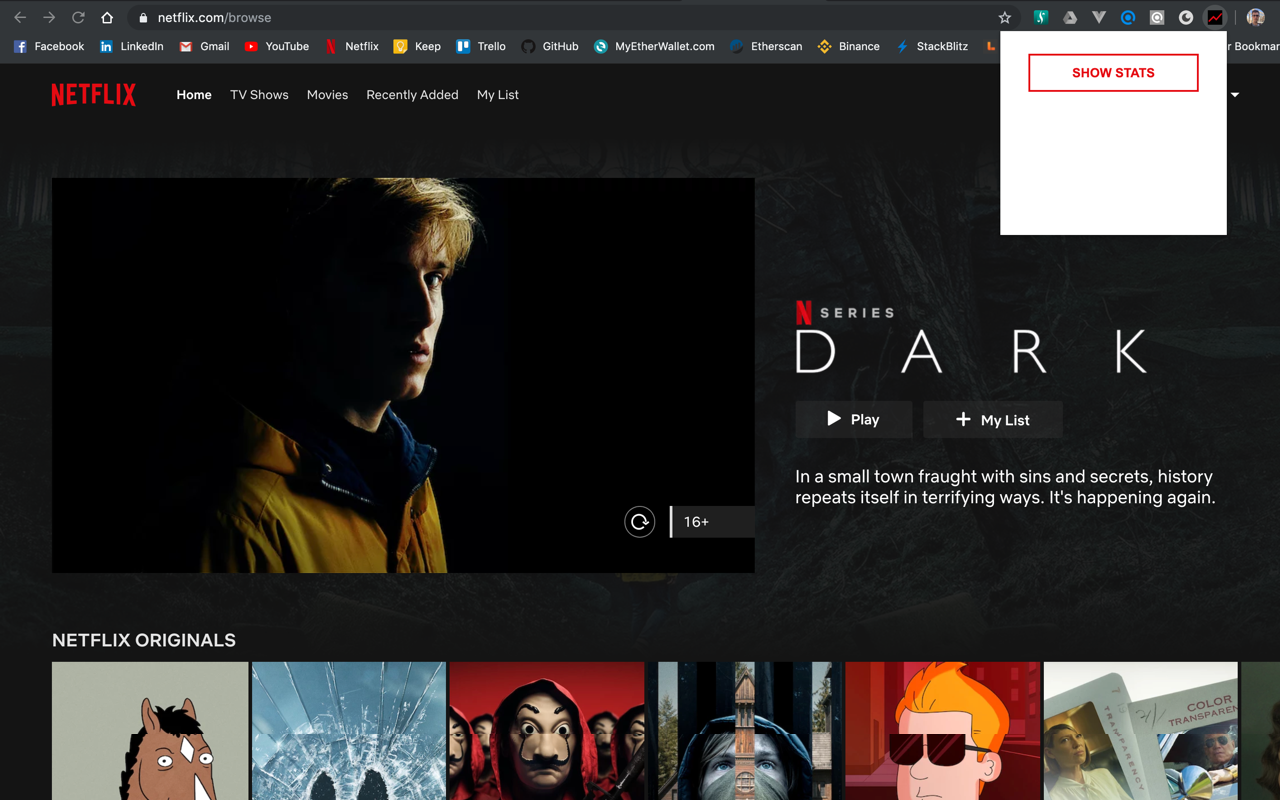 netflix.com/browse
Facebook LinkedIn Gmail YouTube Netflix Keep Trello GitHub MyEtherWallet.com Etherscan Binance StackBlitz r Bookmar
SHOW STATS
NETFLIX Home TV Shows Movies Recently Added My List
N SERIES
DARK
Play My List
In a small town fraught with sins and secrets, history
repeats itself in terrifying ways. It's happening again.
16+
NETFLIX ORIGINALS
COLOR
TRANSPAREN
TRANSPARENCY